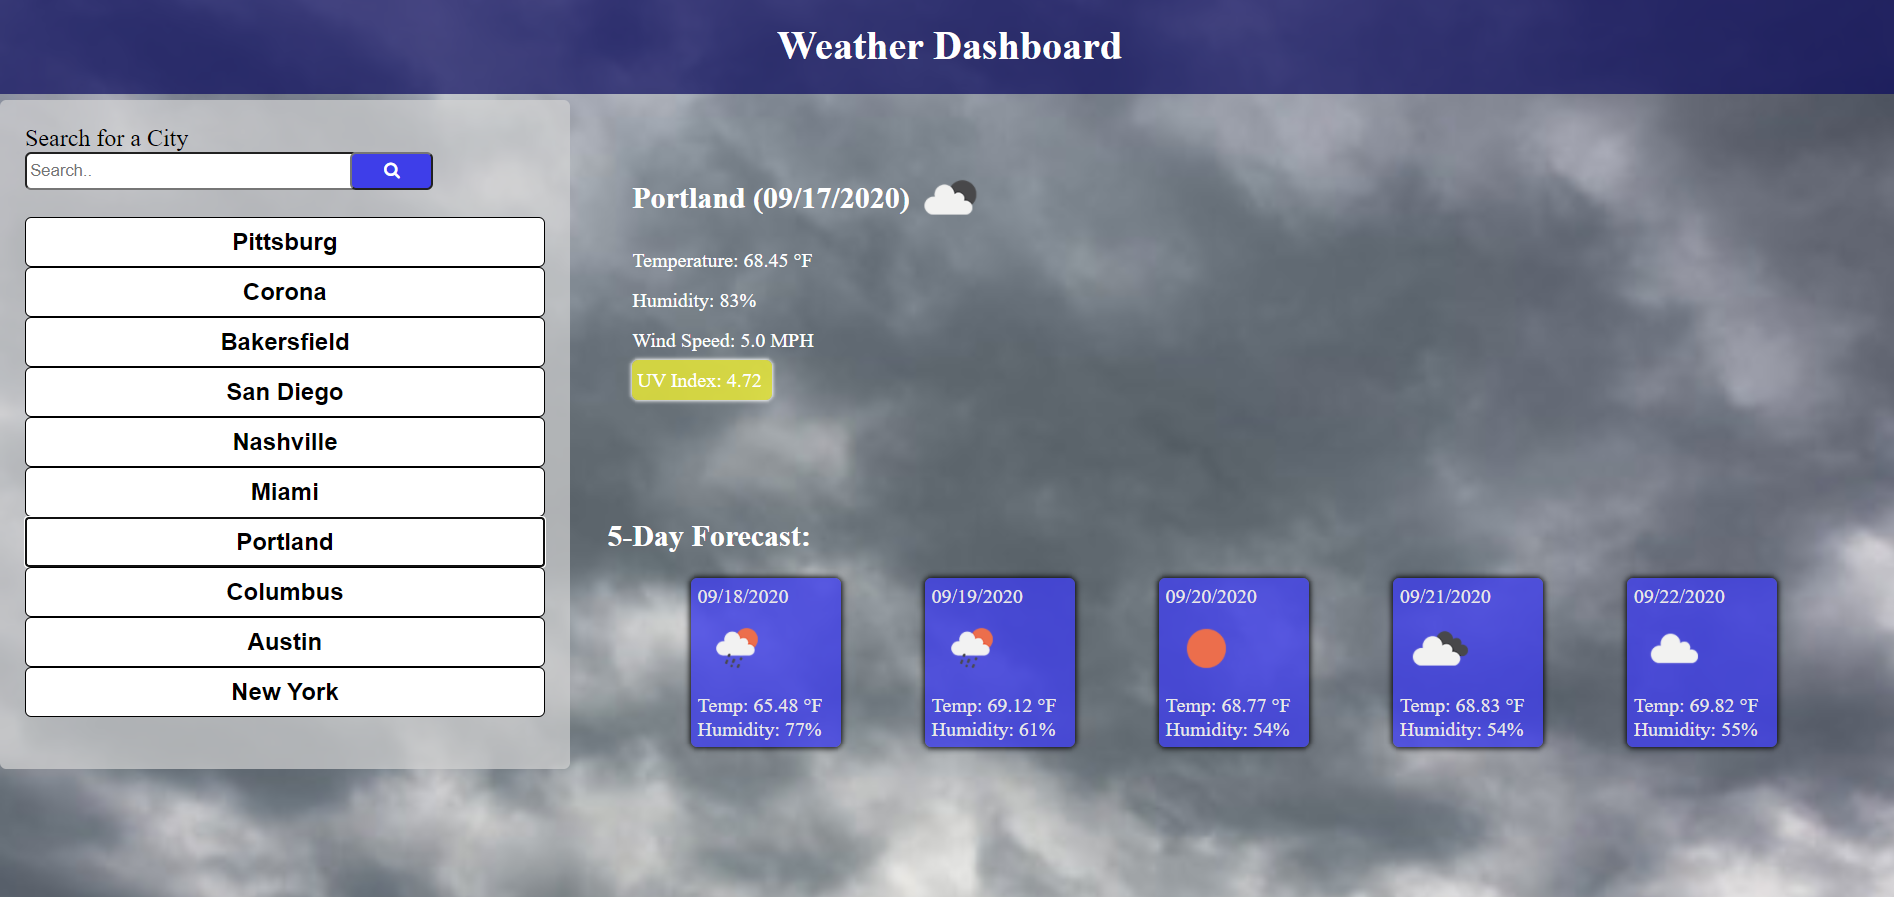 Weather Dashboard
Search for a City
Search..
Pittsburg
Corona
Bakersfield
San Diego
Nashville
Miami
Portland
Columbus
Austin
New York
Portland (09/17/2020)
Temperature: 68.45 °F
Humidity: 83%
Wind Speed: 5.0 MPH
UV Index: 4.72
5-Day Forecast:
09/18/2020
Temp: 65.48 °F
Humidity: 77%
09/19/2020
Temp: 69.12 °F
Humidity: 61%
09/20/2020
Temp: 68.77 °F
Humidity: 54%
09/21/2020
Temp: 68.83 °F
Humidity: 54%
09/22/2020
Temp: 69.82 °F
Humidity: 55%